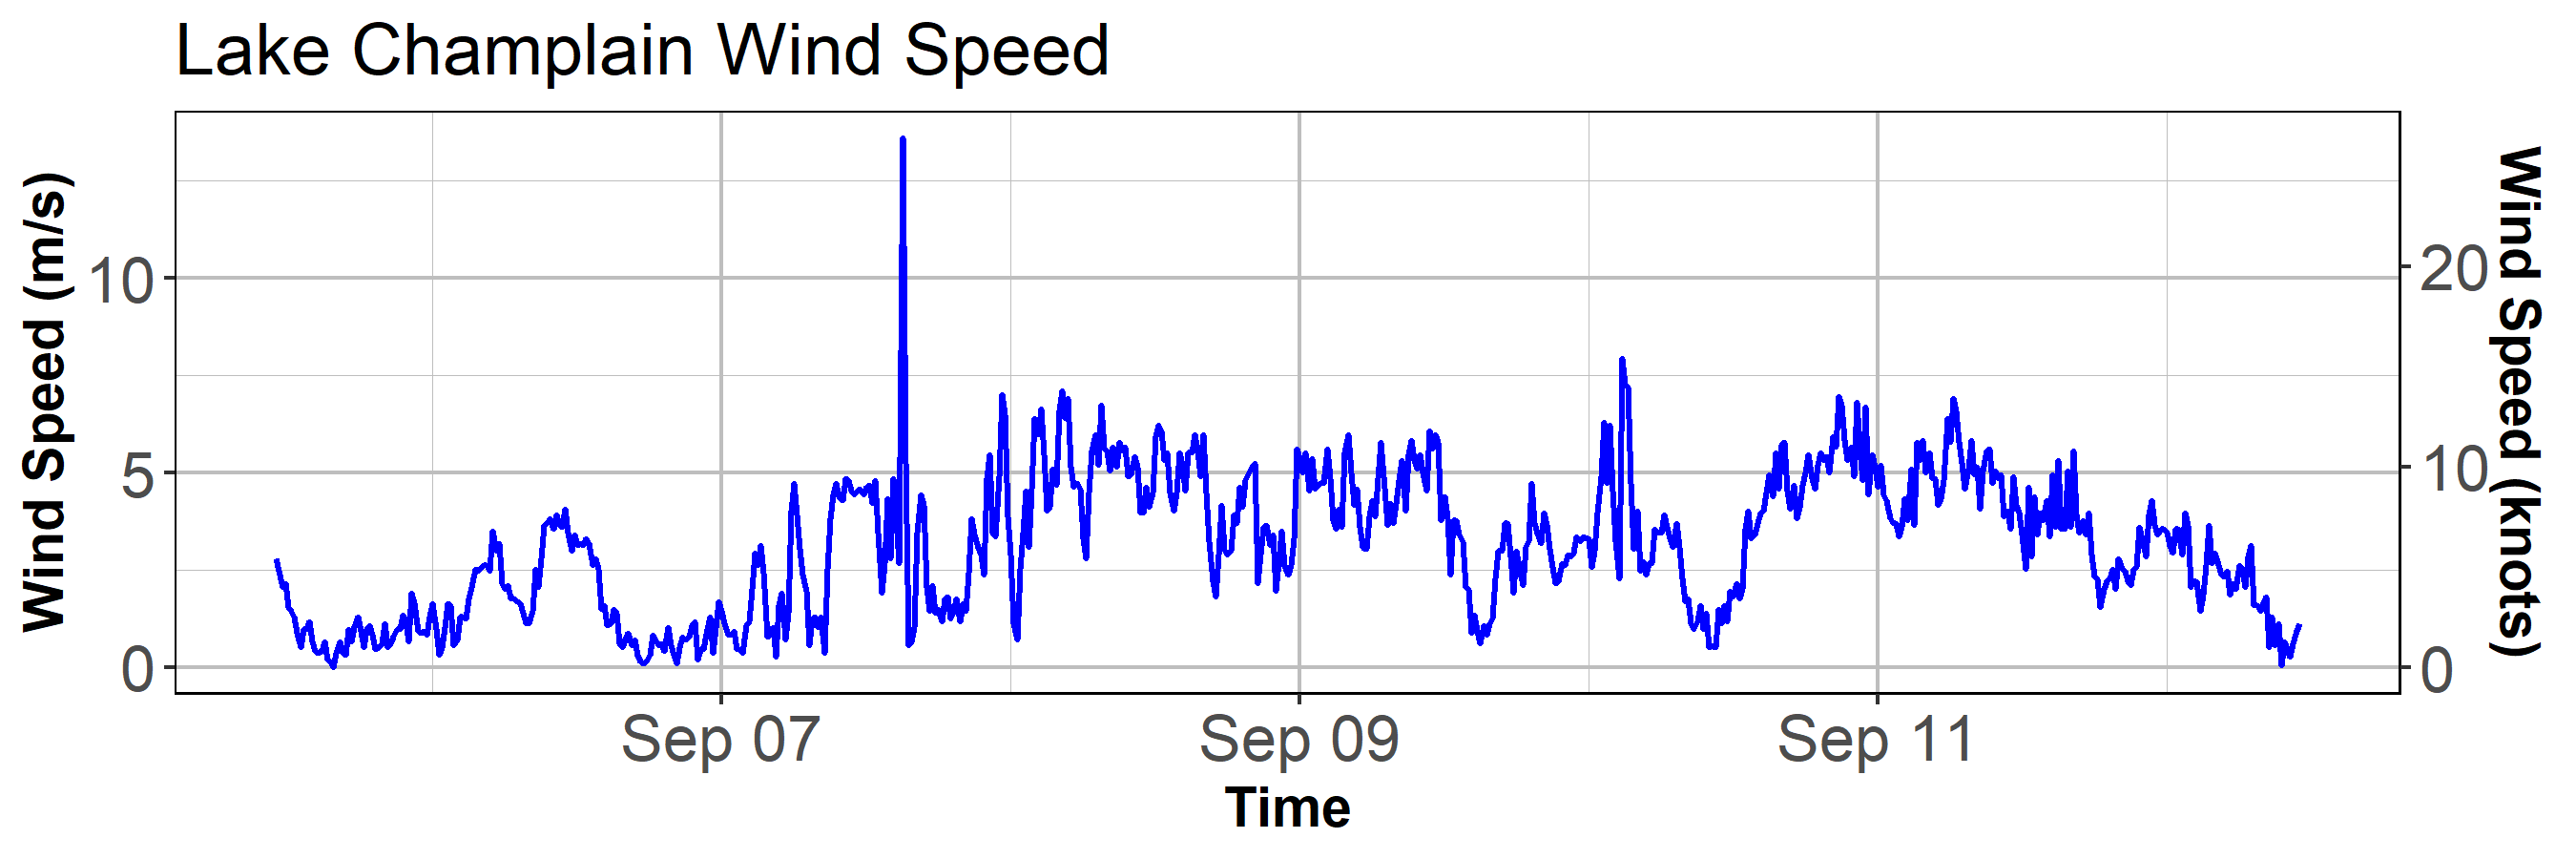 Lake Champlain Wind Speed
Wind Speed (m/s)
10
5
0
20
10
0
Wind Speed (knots)
Sep 07
Sep 09
Sep 11
Time